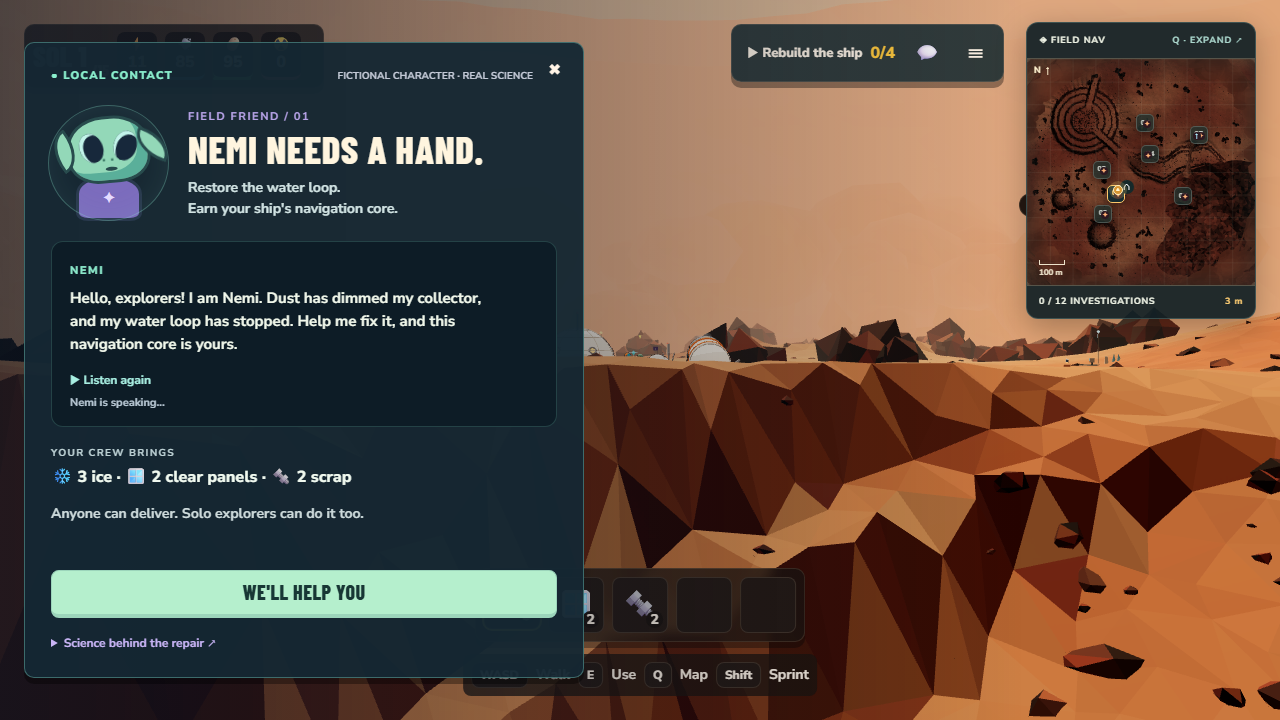 LOCAL CONTACT
FICTIONAL CHARACTER · REAL SCIENCE
FIELD FRIEND / 01
NEMI NEEDS A HAND.
Restore the water loop.
Earn your ship's navigation core.
NEMI
Hello, explorers! I am Nemi. Dust has dimmed my collector,
and my water loop has stopped. Help me fix it, and this
navigation core is yours.
▶ Listen again
Nemi is speaking...
YOUR CREW BRINGS
3 ice · 2 clear panels · 2 scrap
Anyone can deliver. Solo explorers can do it too.
WE'LL HELP YOU
▶ Science behind the repair ↗
▶ Rebuild the ship 0/4
◆ FIELD NAV
Q · EXPAND ↗
N ↑
100 m
0 / 12 INVESTIGATIONS
3 m
2
2
E Use Q Map Shift Sprint